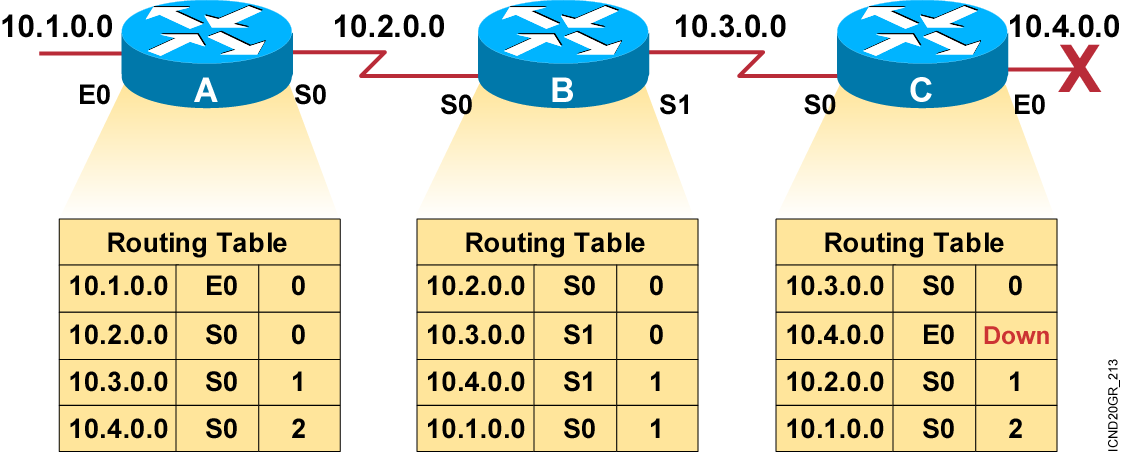 10.1.0.0 10.2.0.0 10.3.0.0 10.4.0.0
X
A B C
E0 S0 S0 S1 S0 E0
Routing Table
10.1.0.0 E0 0
10.2.0.0 S0 0
10.3.0.0 S0 1
10.4.0.0 S0 2
Routing Table
10.2.0.0 S0 0
10.3.0.0 S1 0
10.4.0.0 S1 1
10.1.0.0 S0 1
Routing Table
10.3.0.0 S0 0
10.4.0.0 E0 Down
10.2.0.0 S0 1
10.1.0.0 S0 2
ICND20GR_213